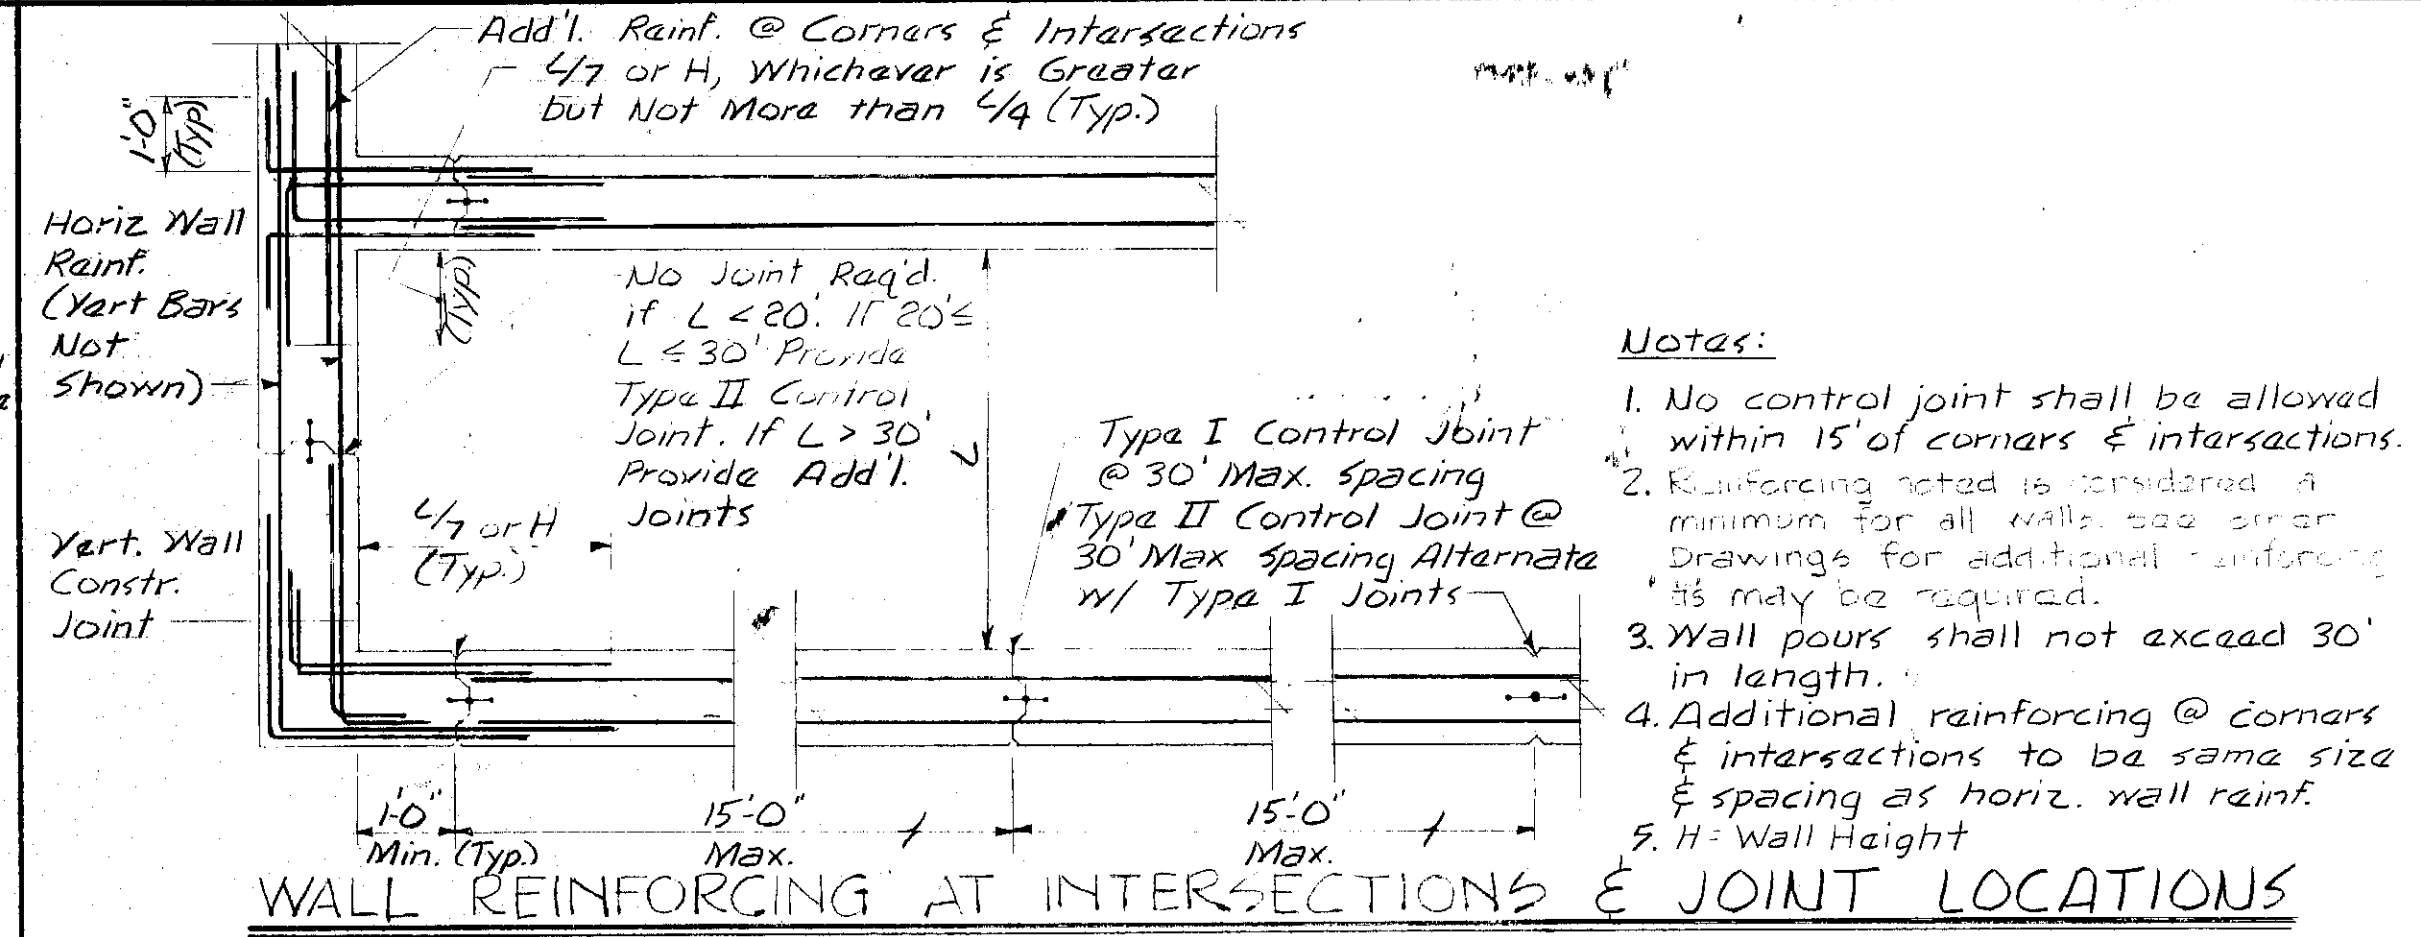 Add'l. Reinf. @ Corners & Intersections
L/7 or H, Whichever is Greater
but Not More than L/4 (Typ.)
1'-0"
(Typ)
Horiz Wall
Reinf.
(Vert Bars
Not
Shown)
(Typ.)
No Joint Req'd.
if L < 20'. If 20' ≤
L ≤ 30' Provide
Type II Control
Joint. If L > 30'
Provide Add'l.
Joints
L
L/7 or H
(Typ.)
Vert. Wall
Constr.
Joint
Type I Control Joint
@ 30' Max. Spacing
Type II Control Joint @
30' Max Spacing Alternate
w/ Type I Joints
1'-0"
Min. (Typ.)
15'-0"
Max.
15'-0"
Max.
Notes:
1. No control joint shall be allowed
within 15' of corners & intersections.
2. Reinforcing noted is considered a
minimum for all walls. See other
Drawings for additional reinforcing
as may be required.
3. Wall pours shall not exceed 30'
in length.
4. Additional reinforcing @ corners
& intersections to be same size
& spacing as horiz. wall reinf.
5. H = Wall Height
WALL REINFORCING AT INTERSECTIONS & JOINT LOCATIONS